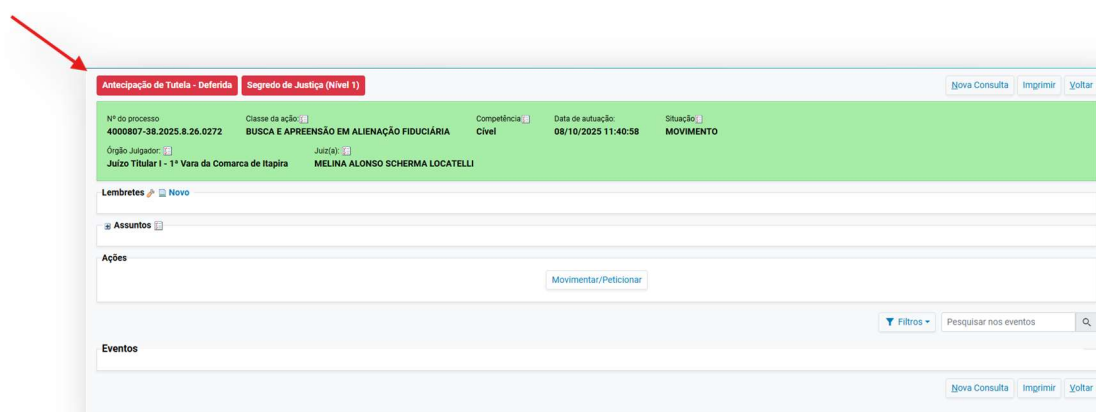 Antecipação de Tutela - Deferida Segredo de Justiça (Nível 1) Nova Consulta Imprimir Voltar
Nº do processo Classe da ação: Competência Data de autuação: Situação
4000807-38.2025.8.26.0272 BUSCA E APREENSÃO EM ALIENAÇÃO FIDUCIÁRIA Cível 08/10/2025 11:40:58 MOVIMENTO
Órgão Julgador: Juiz(a):
Juízo Titular I - 1ª Vara da Comarca de Itapira MELINA ALONSO SCHERMA LOCATELLI
Lembretes Novo
Assuntos
Ações
Movimentar/Peticionar
Filtros Pesquisar nos eventos
Eventos
Nova Consulta Imprimir Voltar